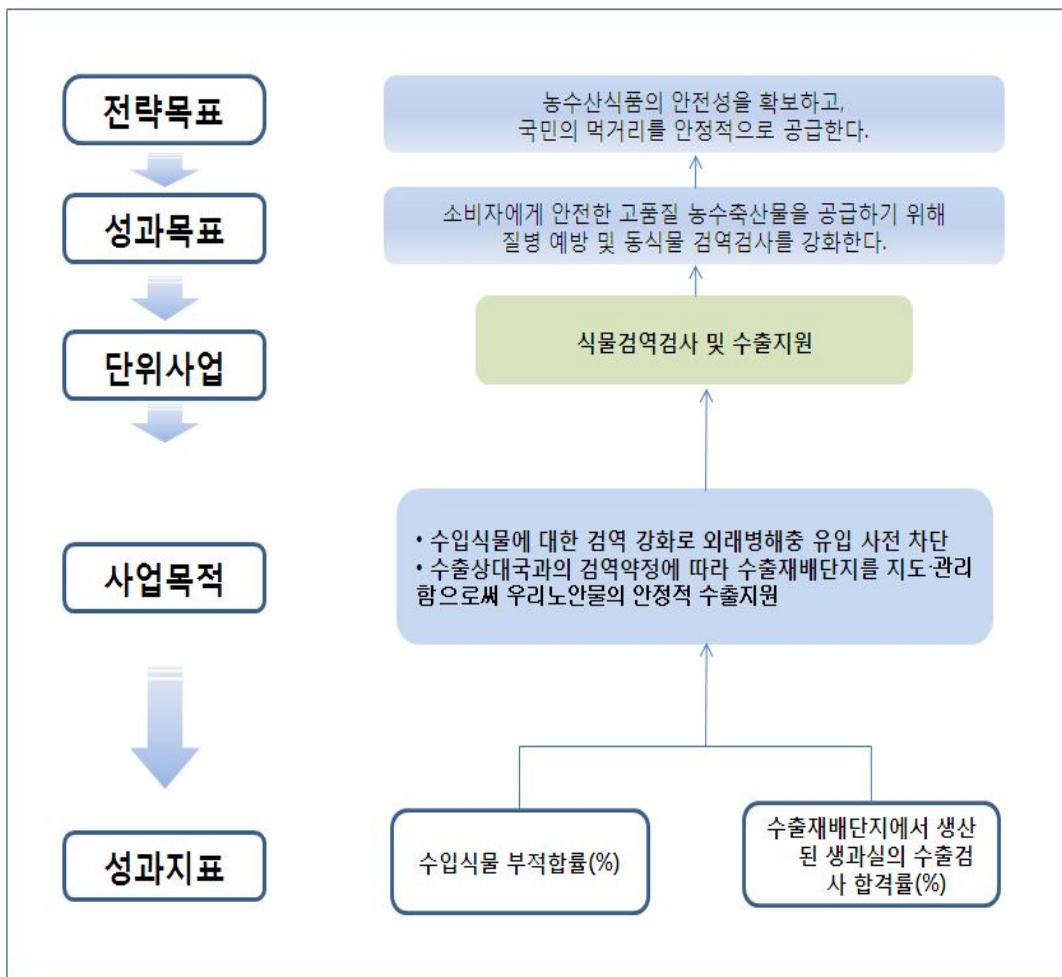 전략목표
농수산식품의 안전성을 확보하고,
국민의 먹거리를 안정적으로 공급한다.
성과목표
소비자에게 안전한 고품질 농수축산물을 공급하기 위해
질병 예방 및 동식물 검역검사를 강화한다.
단위사업
식물검역검사 및 수출지원
사업목적
• 수입식물에 대한 검역 강화로 외래병해충 유입 사전 차단
• 수출상대국과의 검역약정에 따라 수출재배단지를 지도·관리
함으로써 우리노안물의 안정적 수출지원
성과지표
수입식물 부적합률(%)
수출재배단지에서 생산
된 생과실의 수출검
사 합격률(%)